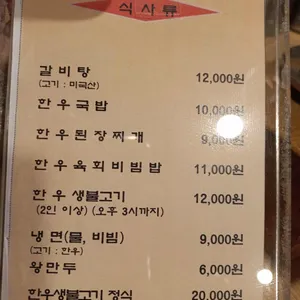 식사류
갈비탕 12,000원
(고기 : 미국산)
한우국밥 10,000원
한우된장찌개 9,000원
한우육회비빔밥 11,000원
한우생불고기 12,000원
(2인 이상) (오후 3시까지)
냉면(물, 비빔) 9,000원
(고기 : 한우)
왕만두 6,000원
한우생불고기 정식 20,000원